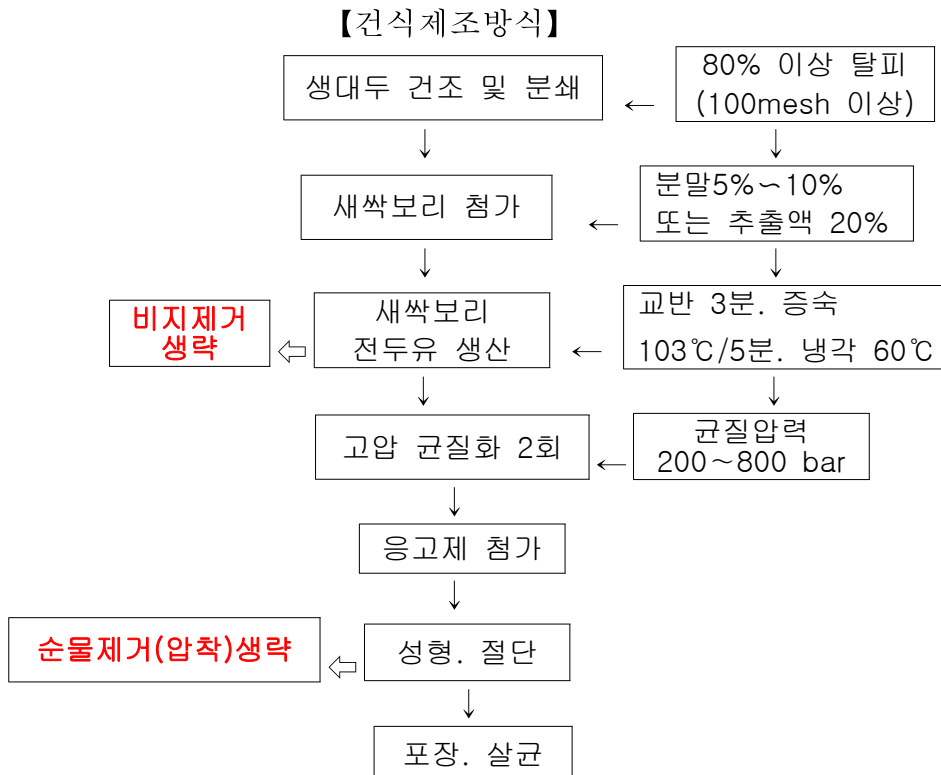 【건식제조방식】
생대두 건조 및 분쇄
80% 이상 탈피
(100mesh 이상)
새싹보리 첨가
분말5%∼10%
또는 추출액 20%
비지제거
생략
새싹보리
전두유 생산
교반 3분. 증숙
103℃/5분. 냉각 60℃
고압 균질화 2회
균질압력
200∼800 bar
응고제 첨가
순물제거(압착)생략
성형. 절단
포장. 살균